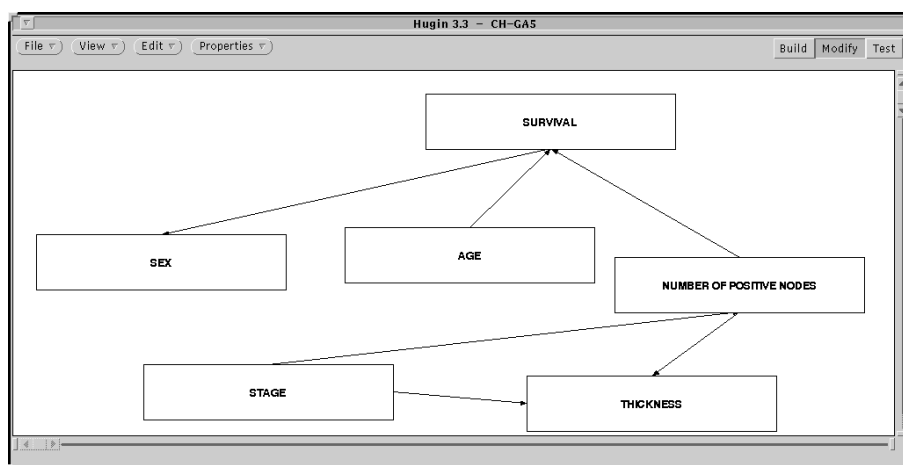 Hugin 3.3 – CH-GA5
File View Edit Properties Build Modify Test
SURVIVAL
SEX
AGE
NUMBER OF POSITIVE NODES
STAGE
THICKNESS